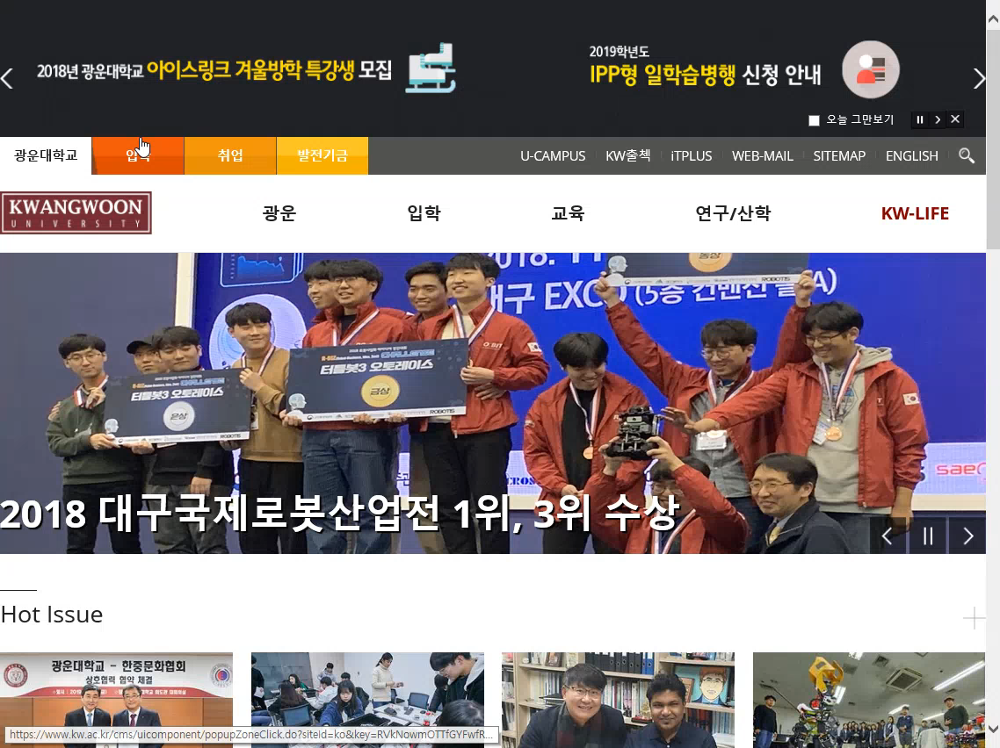 2018년 광운대학교 아이스링크 겨울방학 특강생 모집
2019학년도
IPP형 일학습병행 신청 안내
오늘 그만보기
광운대학교
취업
발전기금
U-CAMPUS
KW출첵
iTPLUS
WEB-MAIL
SITEMAP
ENGLISH
KWANGWOON
UNIVERSITY
광운
입학
교육
연구/산학
KW-LIFE
대구 EXCO (5층 컨벤션
동상
ROBOTIS
CHALLENGE
터틀봇3 오토레이스
금상
ROBOTIS
터틀봇3 오토레이스
은상
ROBOTIS
2018 대구국제로봇산업전 1위, 3위 수상
Hot Issue
광운대학교 - 한중문화협회
상호협력 협약 체결
https://www.kw.ac.kr/cms/uicomponent/popupZoneClick.do?siteId=ko&key=RVkNowmOTTfGYFwfR...